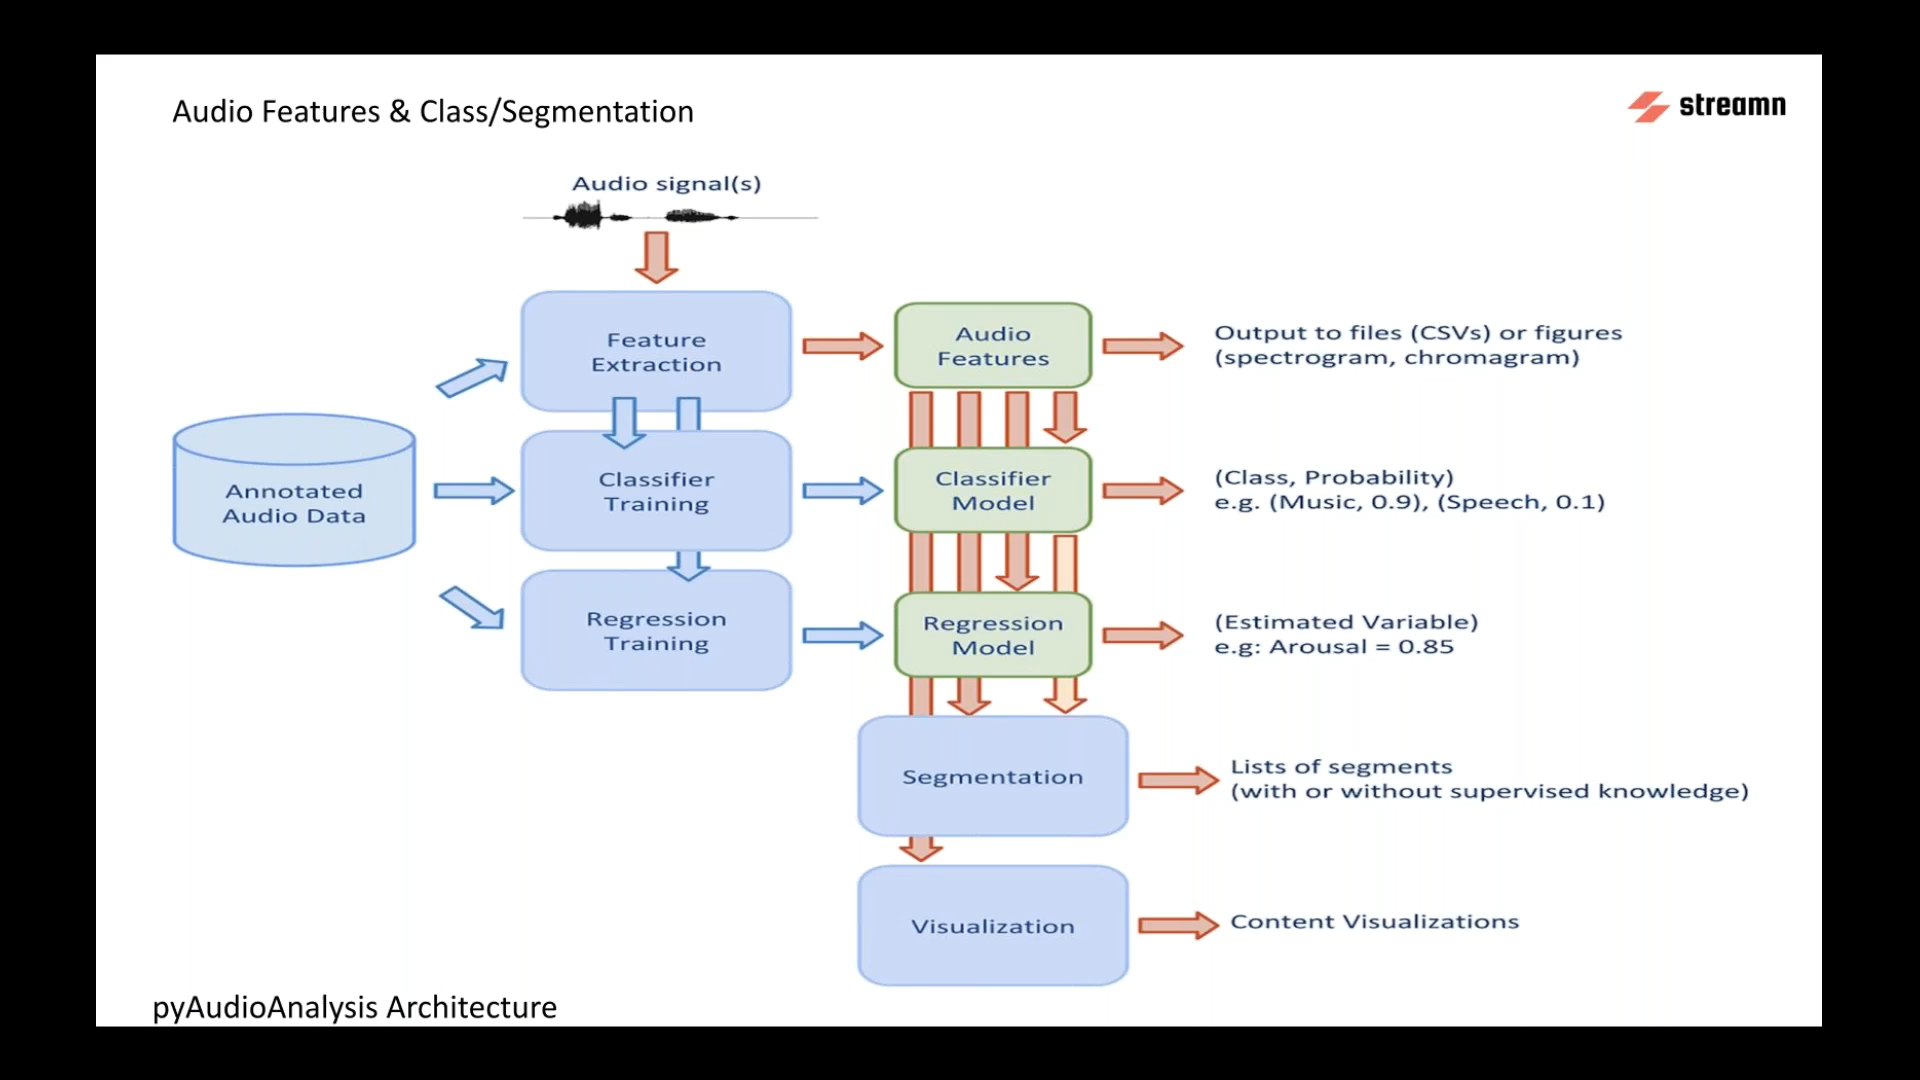 Audio Features & Class/Segmentation
streamn
Audio signal(s)
Feature
Extraction
Audio
Features
Output to files (CSVs) or figures
(spectrogram, chromagram)
Annotated
Audio Data
Classifier
Training
Classifier
Model
(Class, Probability)
e.g. (Music, 0.9), (Speech, 0.1)
Regression
Training
Regression
Model
(Estimated Variable)
e.g: Arousal = 0.85
Segmentation
Lists of segments
(with or without supervised knowledge)
Visualization
Content Visualizations
pyAudioAnalysis Architecture